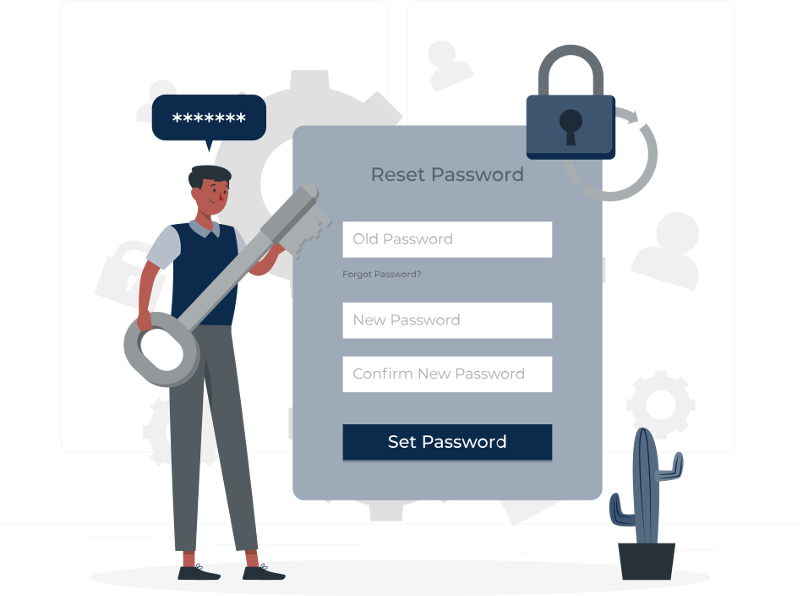 *******
Reset Password
Old Password
Forgot Password?
New Password
Confirm New Password
Set Password